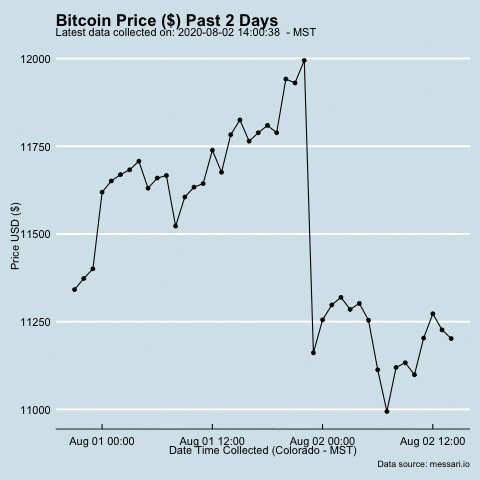 Bitcoin Price ($) Past 2 Days
Latest data collected on: 2020-08-02 14:00:38  - MST
12000
11750
11500
11250
11000
Price USD ($)
Aug 01 00:00 Aug 01 12:00 Aug 02 00:00 Aug 02 12:00
Date Time Collected (Colorado - MST)
Data source: messari.io